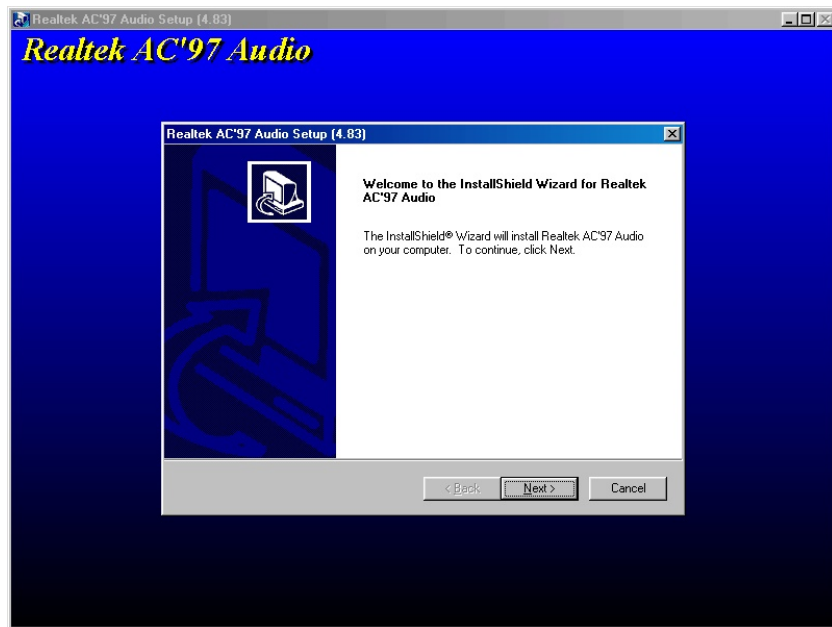 Realtek AC'97 Audio Setup (4.83)
Realtek AC'97 Audio
Realtek AC'97 Audio Setup (4.83)
Welcome to the InstallShield Wizard for Realtek
AC'97 Audio
The InstallShield® Wizard will install Realtek AC'97 Audio
on your computer. To continue, click Next.
< Back
Next >
Cancel